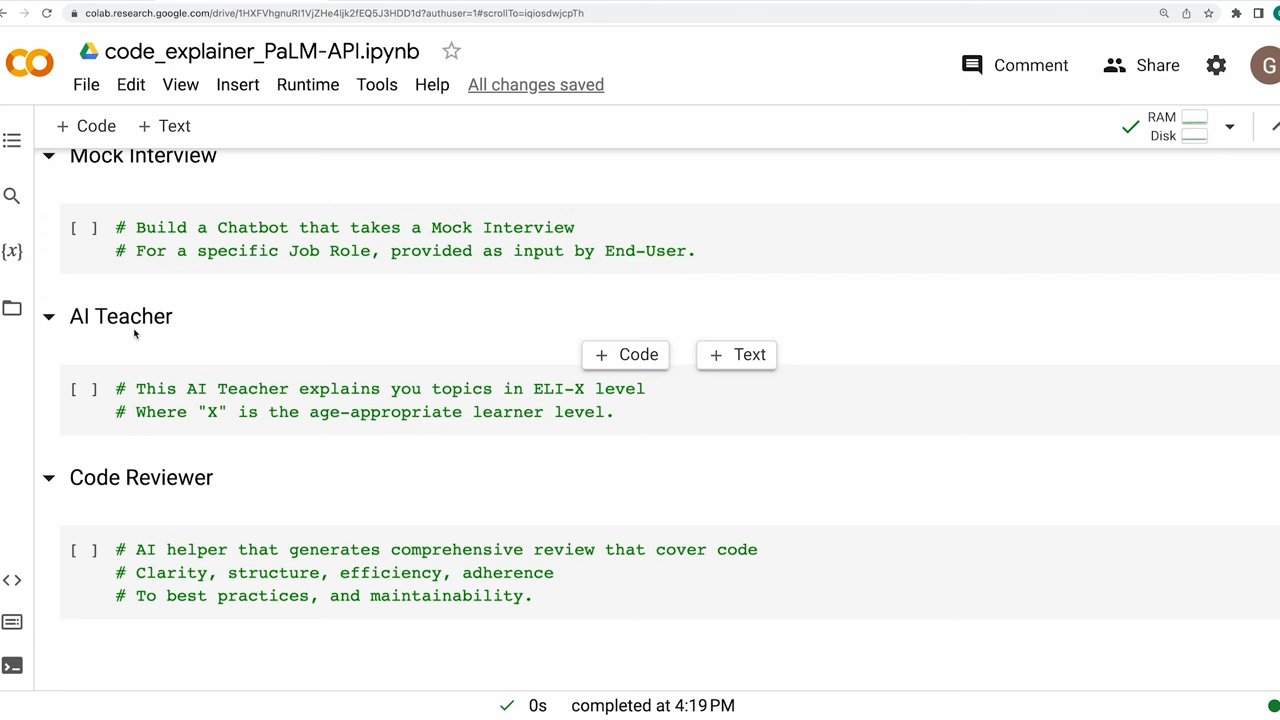 colab.research.google.com/drive/1HXFVhgnuRI1VjZHe4ljk2fEQ5J3HDD1d?authuser=1#scrollTo=iqiosdwjcpTh
code_explainer_PaLM-API.ipynb
File Edit View Insert Runtime Tools Help All changes saved
Comment Share G
+ Code + Text
RAM
Disk
Mock Interview
[ ] # Build a Chatbot that takes a Mock Interview
# For a specific Job Role, provided as input by End-User.
{x}
AI Teacher
+ Code + Text
[ ] # This AI Teacher explains you topics in ELI-X level
# Where "X" is the age-appropriate learner level.
Code Reviewer
[ ] # AI helper that generates comprehensive review that cover code
# Clarity, structure, efficiency, adherence
# To best practices, and maintainability.
0s completed at 4:19 PM